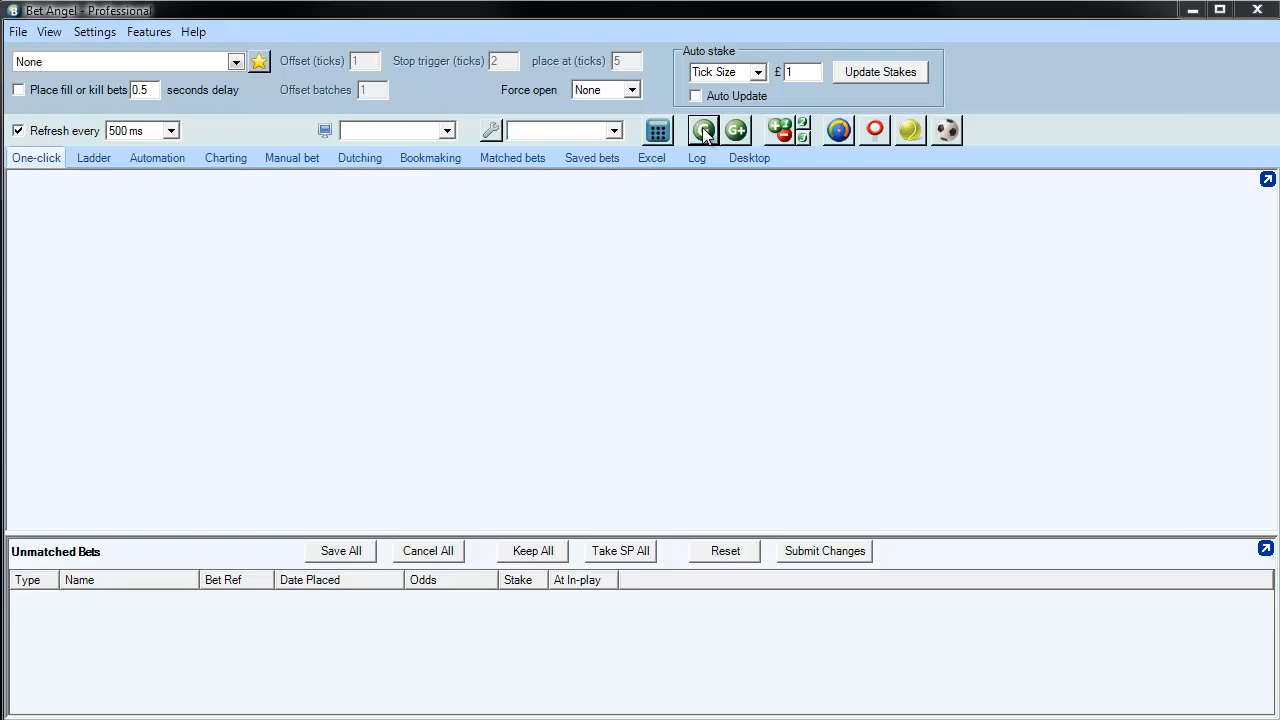 Bet Angel - Professional
File View Settings Features Help
Auto stake
None Offset (ticks) 1 Stop trigger (ticks) 2 place at (ticks) 5 Tick Size £ 1 Update Stakes
Place fill or kill bets 0.5 seconds delay Offset batches 1 Force open None Auto Update
Refresh every 500 ms G G+
One-click Ladder Automation Charting Manual bet Dutching Bookmaking Matched bets Saved bets Excel Log Desktop
Unmatched Bets Save All Cancel All Keep All Take SP All Reset Submit Changes
Type Name Bet Ref Date Placed Odds Stake At In-play